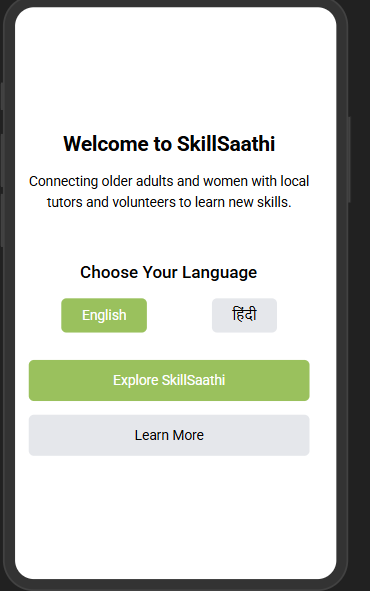 Welcome to SkillSaathi
Connecting older adults and women with local
tutors and volunteers to learn new skills.
Choose Your Language
English
हिंदी
Explore SkillSaathi
Learn More